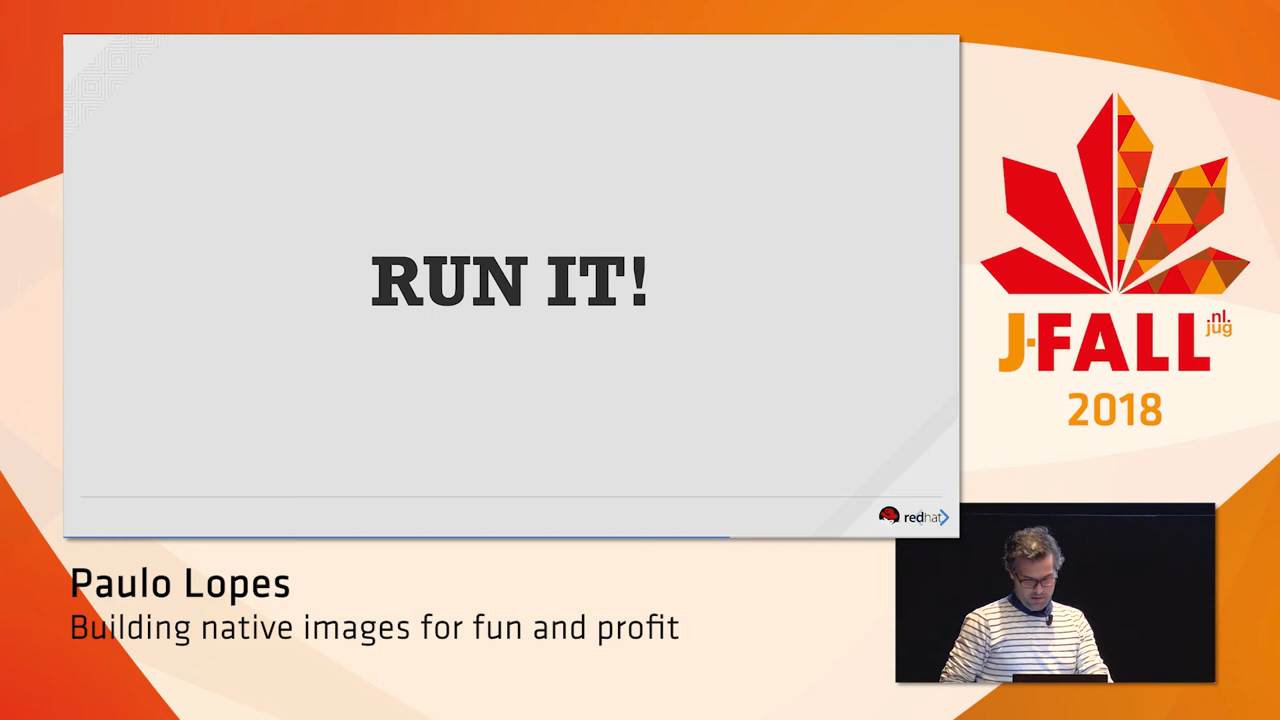 RUN IT!
redhat
J-FALL
nl.
jug
2018
Paulo Lopes
Building native images for fun and profit